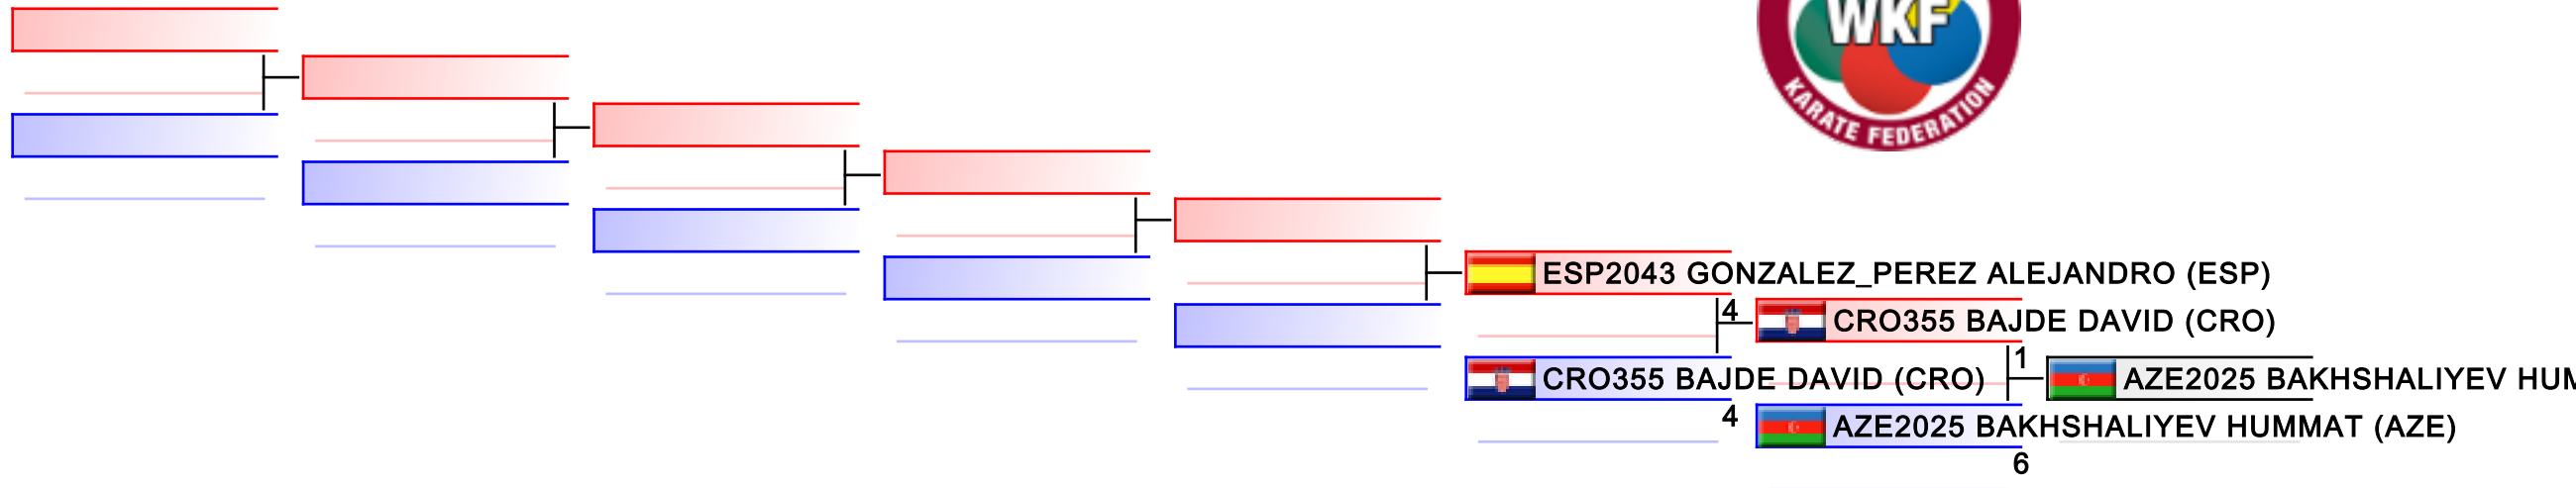 WKF
KARATE FEDERATION
ESP2043 GONZALEZ_PEREZ ALEJANDRO (ESP)
4
CRO355 BAJDE DAVID (CRO)
1
CRO355 BAJDE DAVID (CRO)
AZE2025 BAKHSHALIYEV HUM
4
AZE2025 BAKHSHALIYEV HUMMAT (AZE)
6